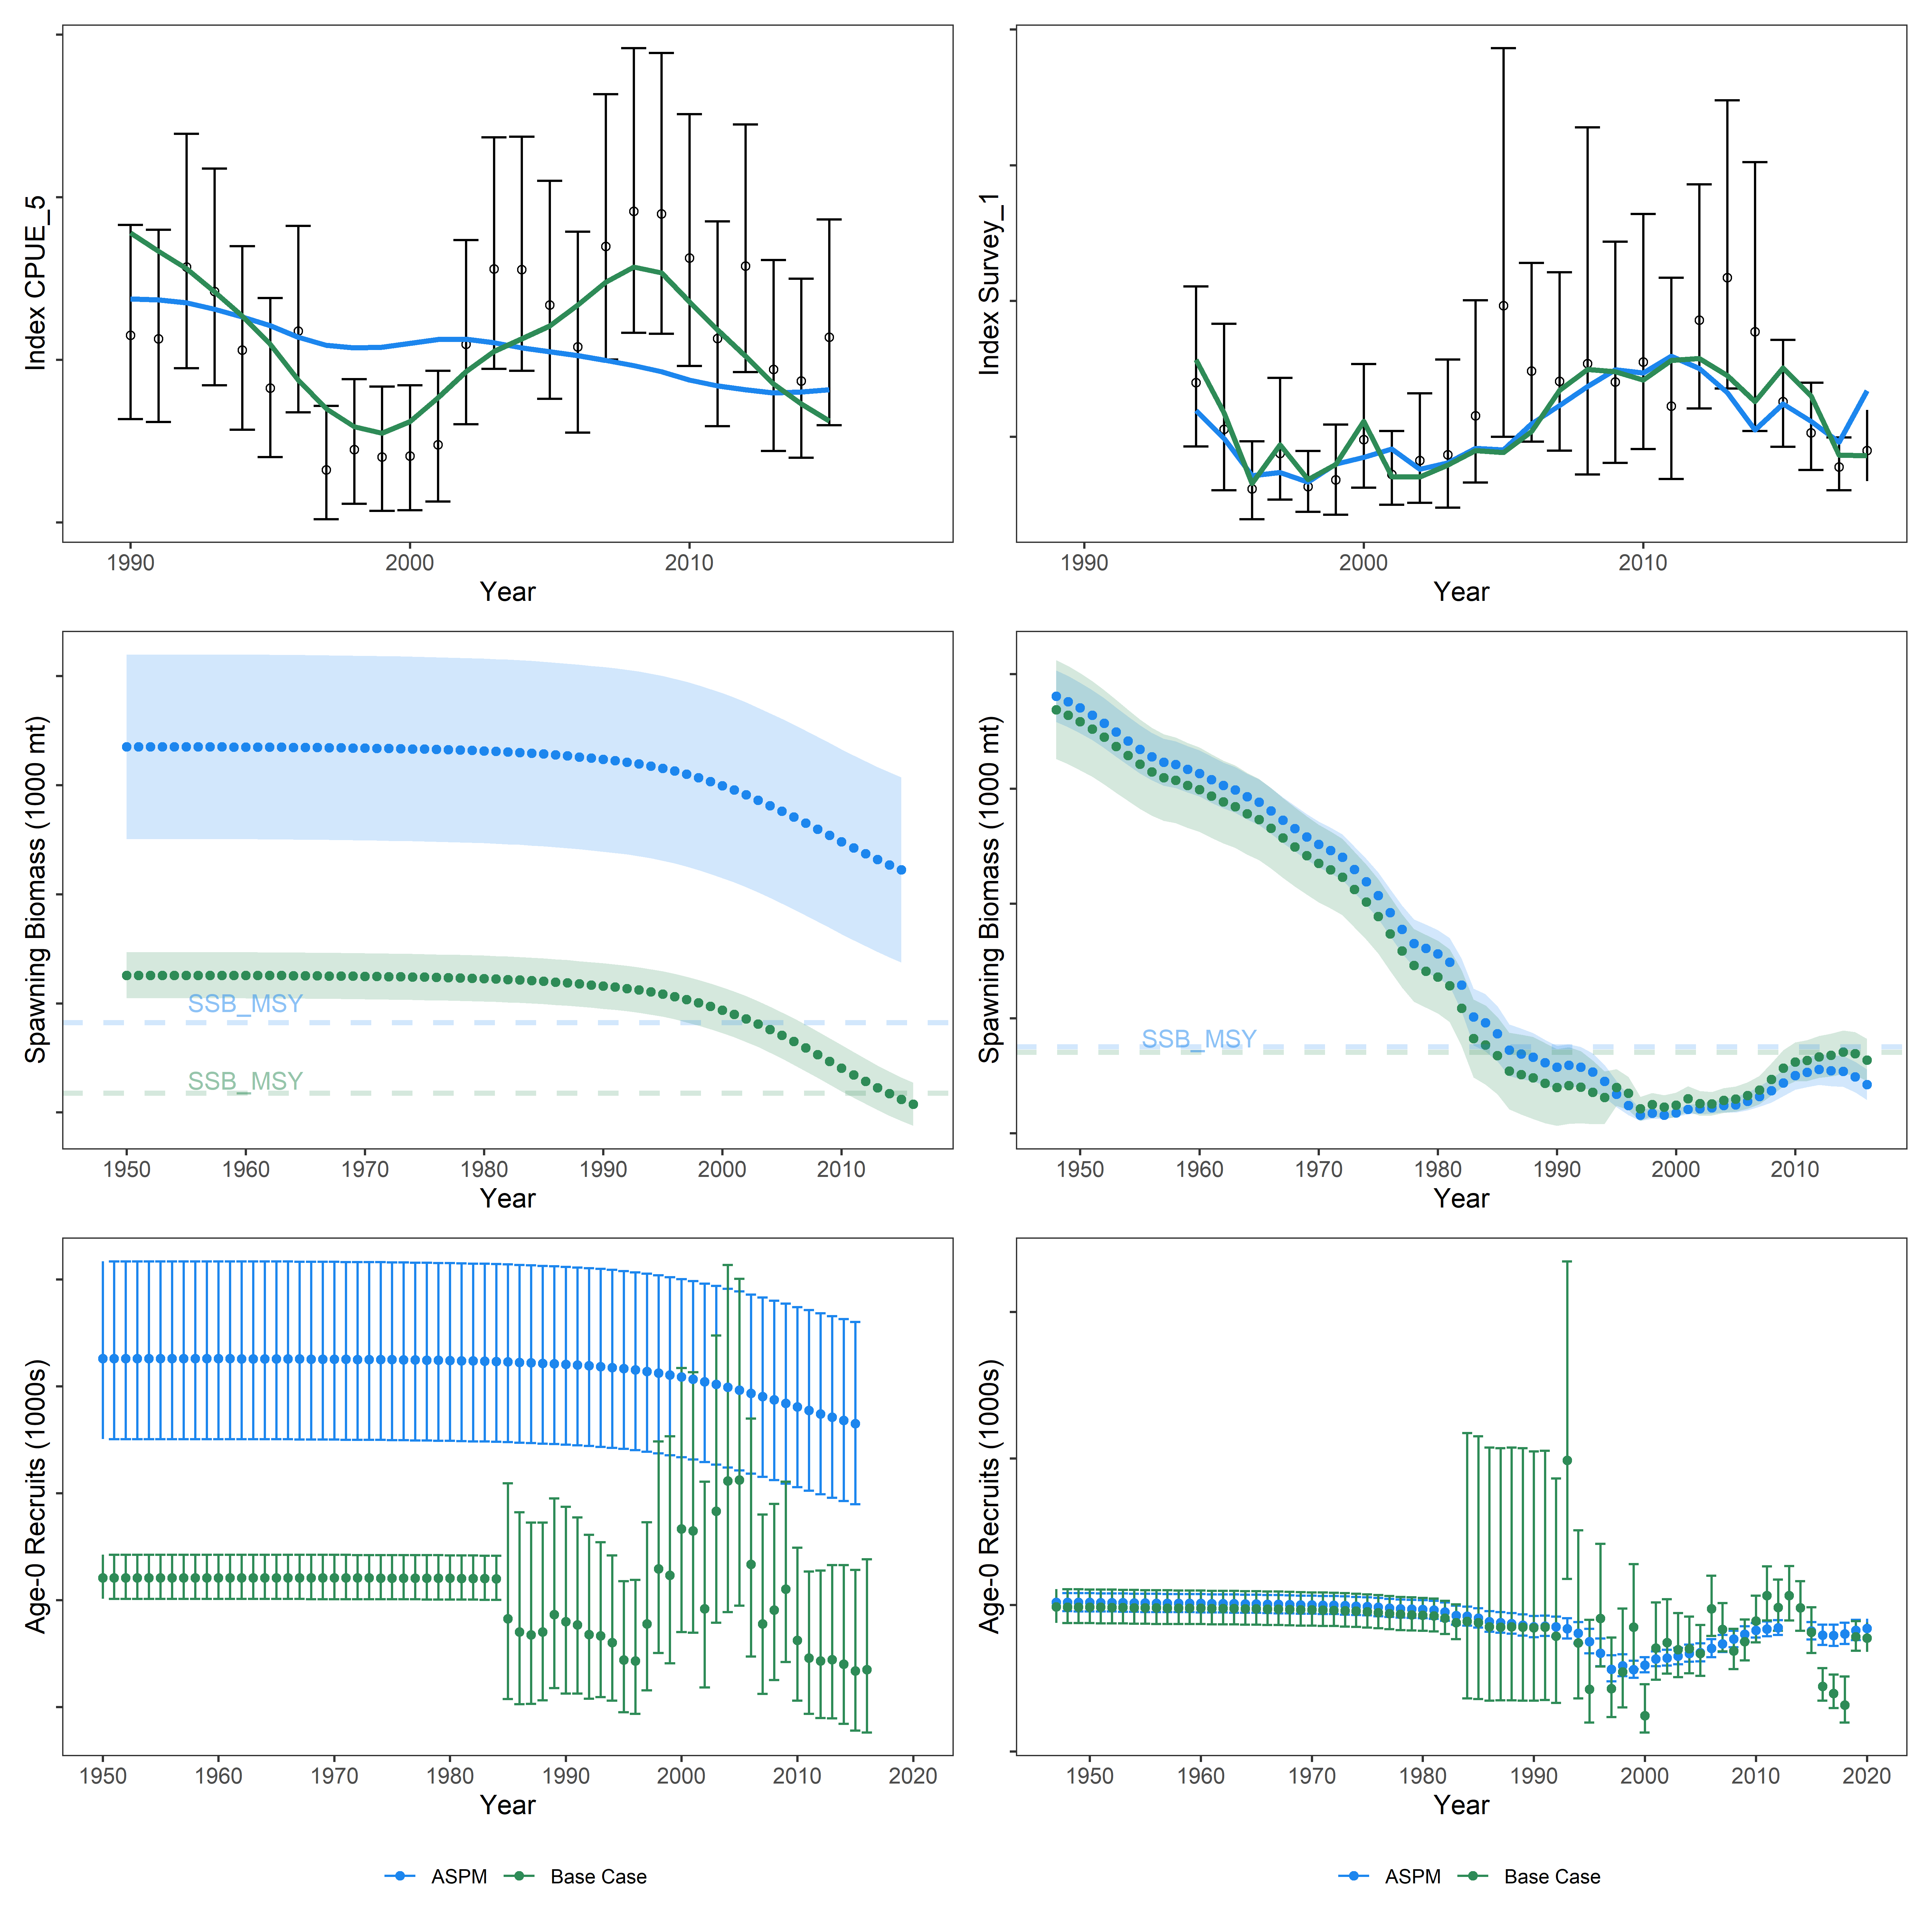 Index CPUE_5
1990 2000 2010
Year
Index Survey_1
1990 2000 2010
Year
Spawning Biomass (1000 mt)
SSB_MSY
SSB_MSY
1950 1960 1970 1980 1990 2000 2010
Year
Spawning Biomass (1000 mt)
SSB_MSY
1950 1960 1970 1980 1990 2000 2010
Year
Age-0 Recruits (1000s)
1950 1960 1970 1980 1990 2000 2010 2020
Year
Age-0 Recruits (1000s)
1950 1960 1970 1980 1990 2000 2010 2020
Year
ASPM Base Case
ASPM Base Case